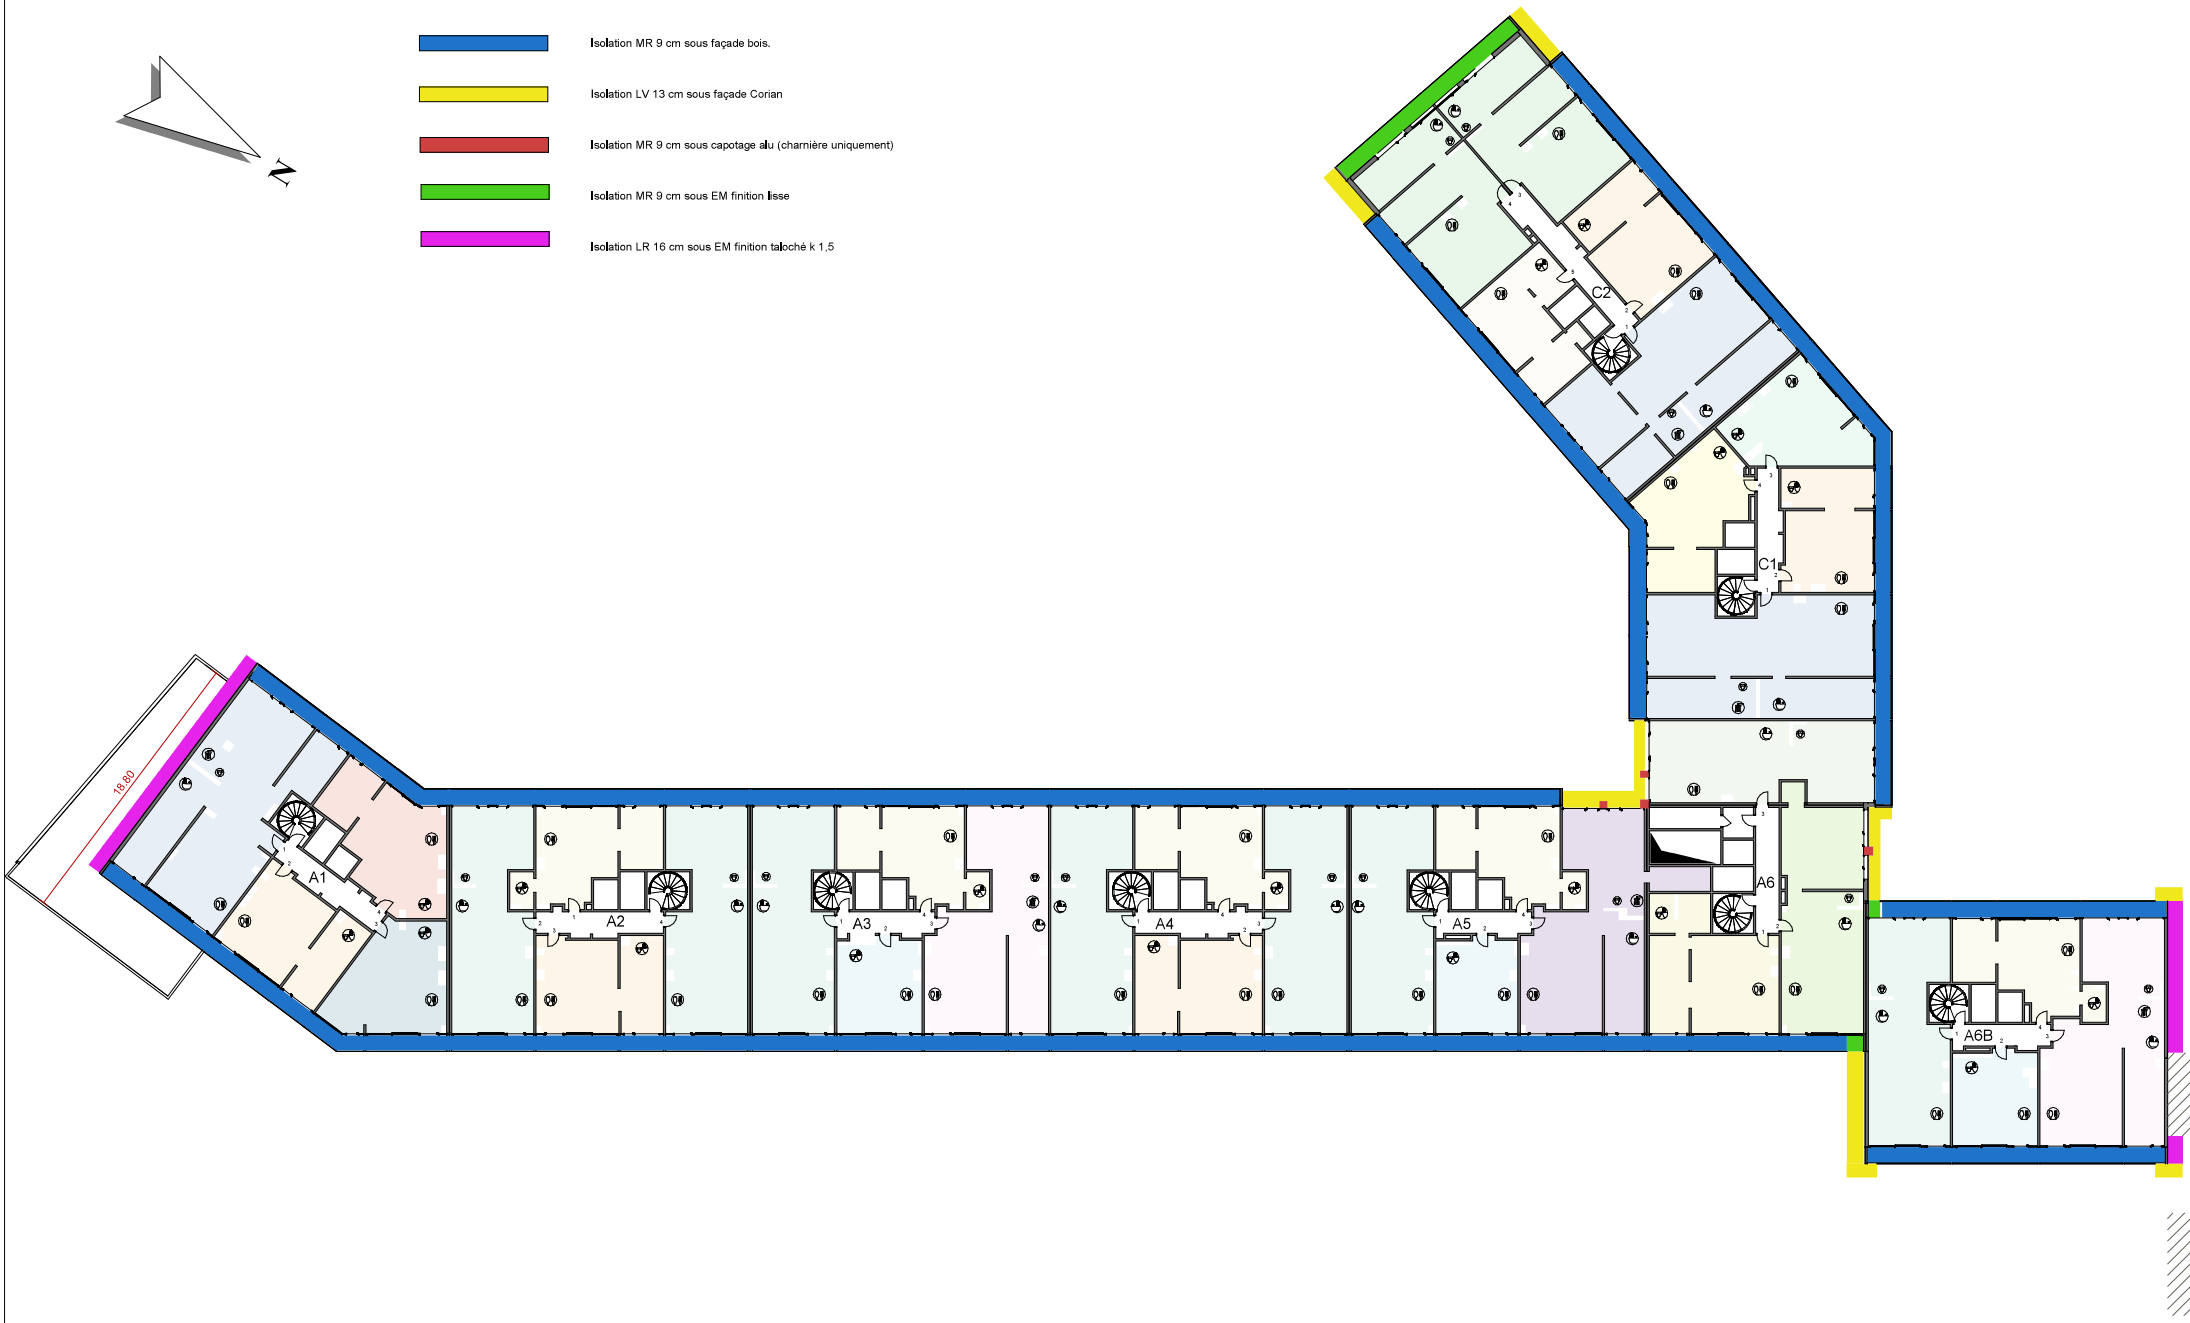 Isolation MR 9 cm sous façade bois.
Isolation LV 13 cm sous façade Corian
Isolation MR 9 cm sous capotage alu (charnière uniquement)
Isolation MR 9 cm sous EM finition lisse
Isolation LR 16 cm sous EM finition taloché k 1,5
N
C2
C1
18.80
A1
A2
A3
A4
A5
A6
A6B